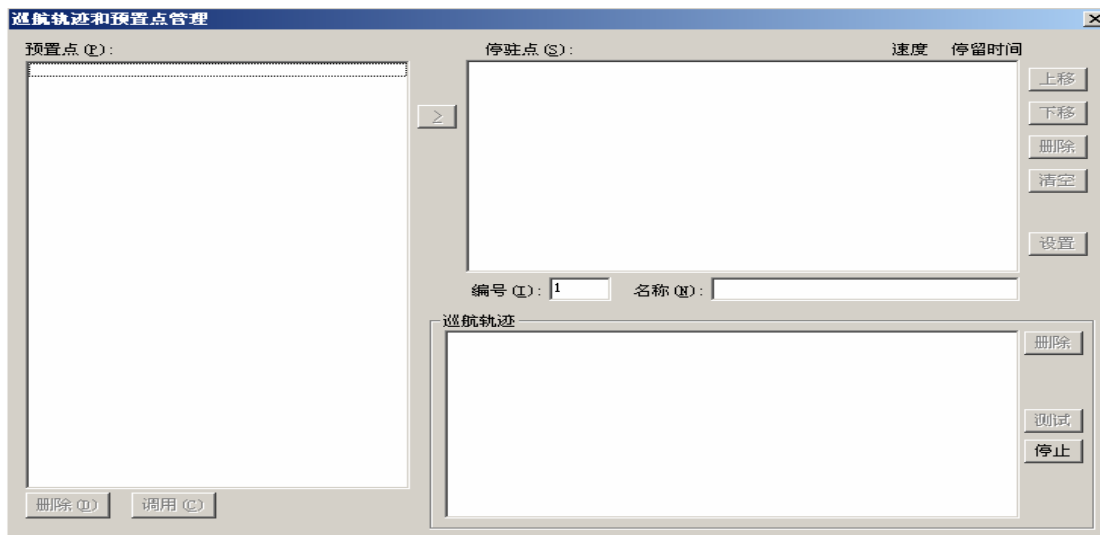 巡航轨迹和预置点管理
预置点(P):
停驻点(S):
速度
停留时间
上移
≥
下移
删除
清空
设置
编号(I): 1
名称(N):
巡航轨迹
删除
测试
停止
删除(D)
调用(C)